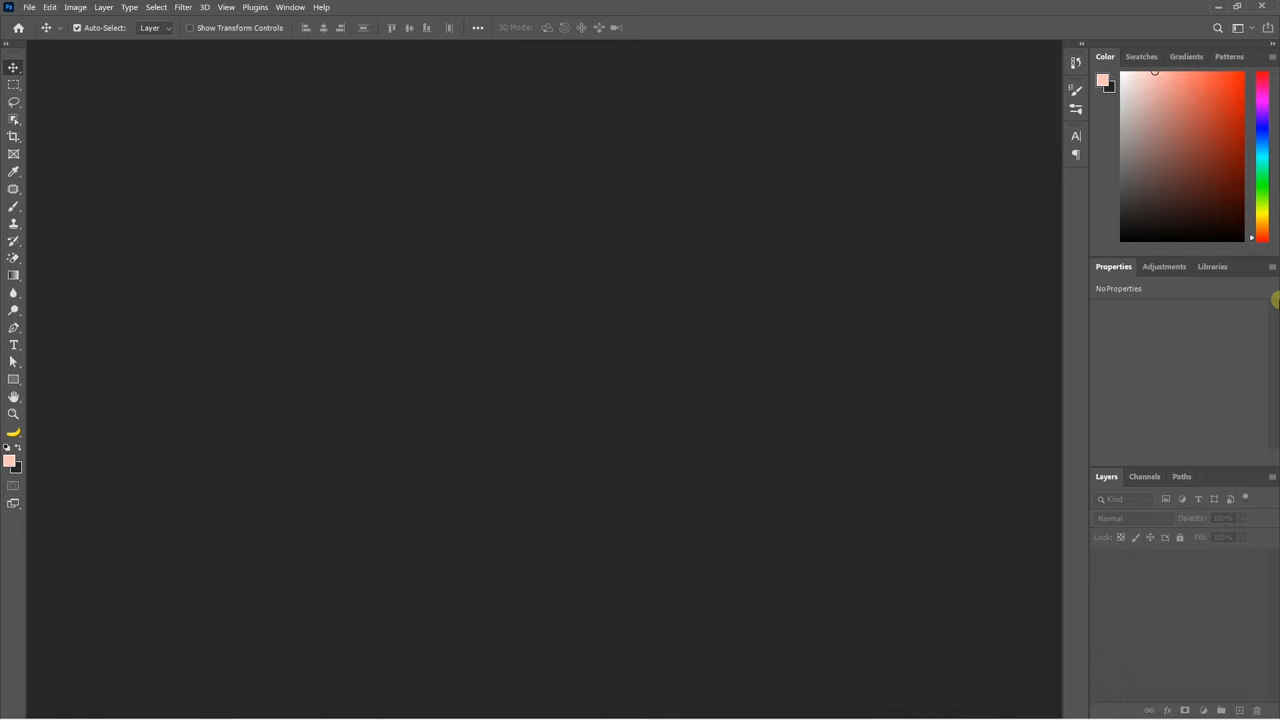 Ps File Edit Image Layer Type Select Filter 3D View Plugins Window Help
Auto-Select: Layer Show Transform Controls 3D Mode:
Color Swatches Gradients Patterns
Properties Adjustments Libraries
No Properties
Layers Channels Paths
Kind
Normal Opacity: 100%
Lock: Fill: 100%